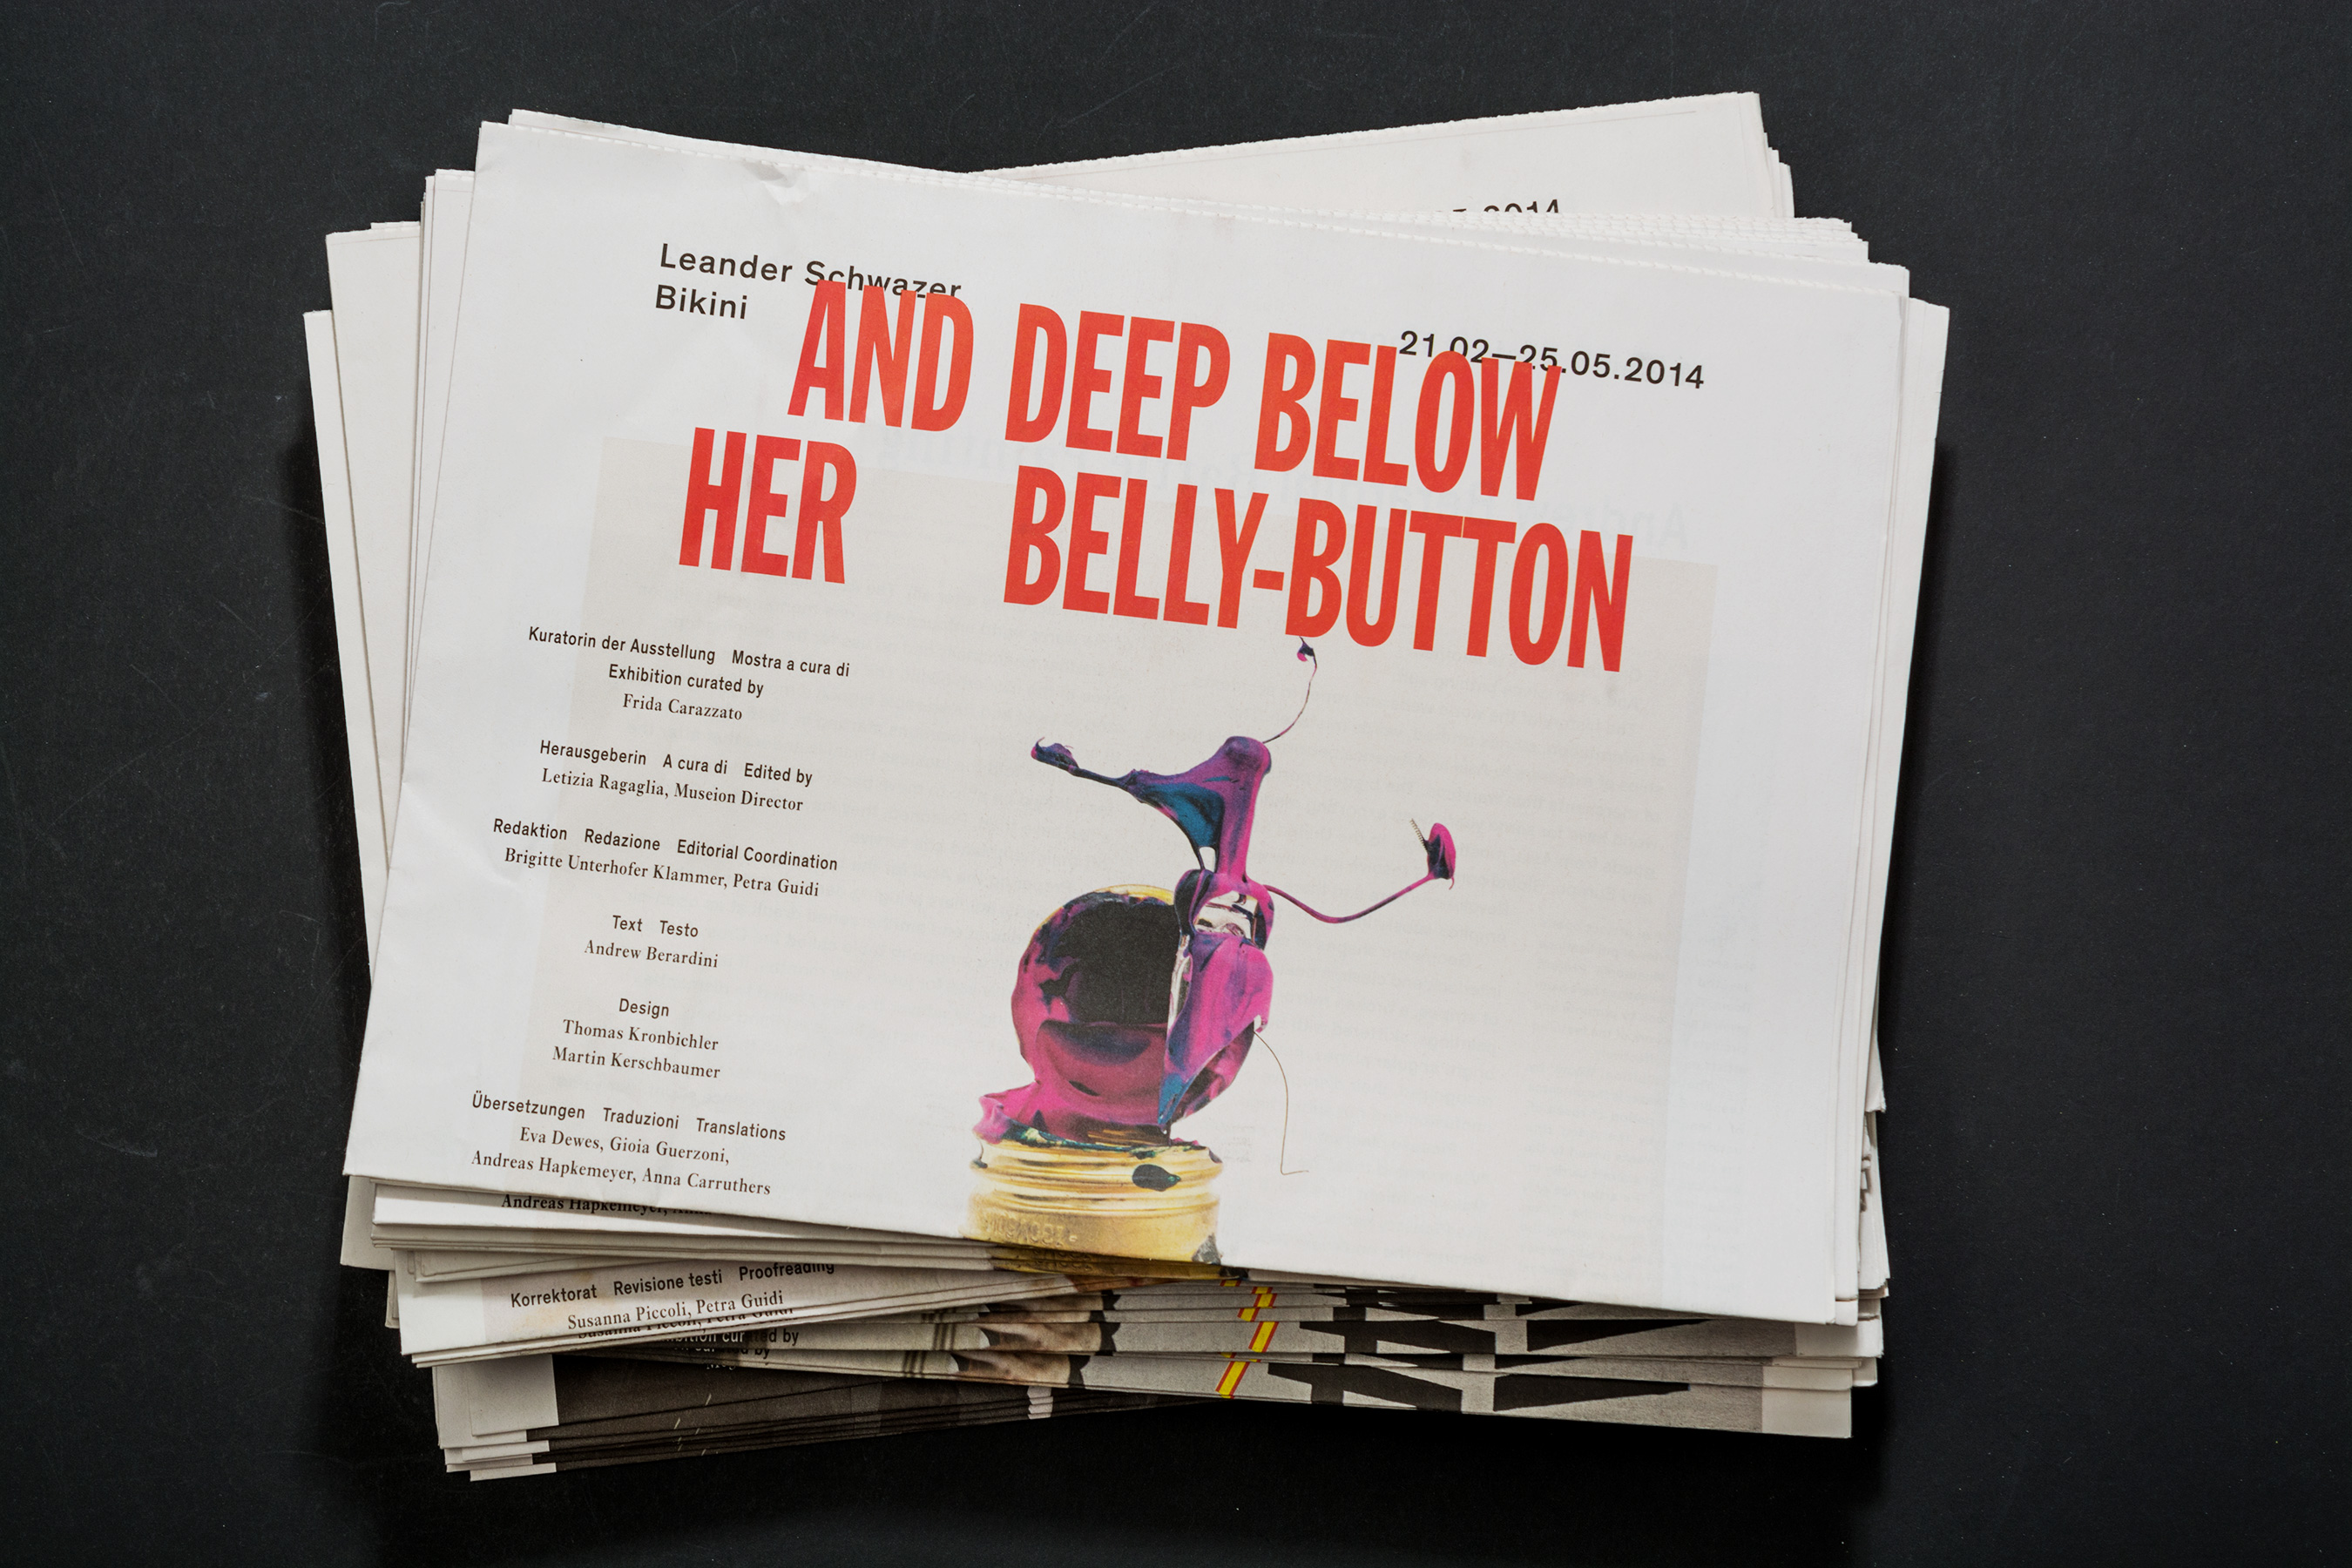 Leander Schwazer
Bikini
21.02—25.05.2014
AND DEEP BELOW
HER BELLY-BUTTON
Kuratorin der Ausstellung Mostra a cura di
Exhibition curated by
Frida Carazzato
Herausgeberin A cura di Edited by
Letizia Ragaglia, Museion Director
Redaktion Redazione Editorial Coordination
Brigitte Unterhofer Klammer, Petra Guidi
Text Testo
Andrew Berardini
Design
Thomas Kronbichler
Martin Kerschbaumer
Übersetzungen Traduzioni Translations
Eva Dewes, Gioia Guerzoni,
Andreas Hapkemeyer, Anna Carruthers
Andreas Hapkemeyer,
Korrektorat Revisione testi Proofreading
Susanna Piccoli, Petra Guidi
2014